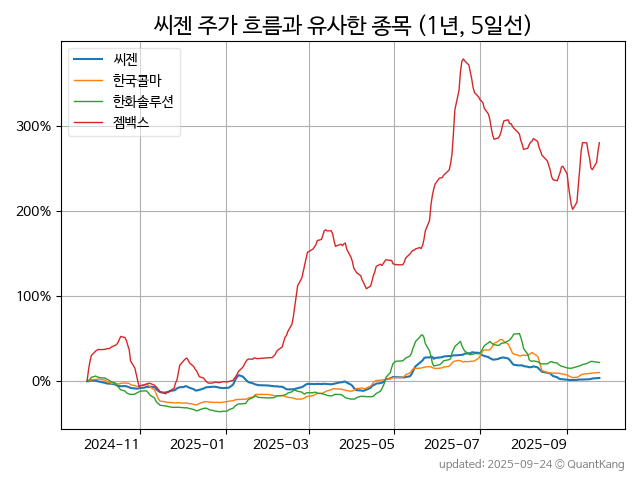 씨젠 주가 흐름과 유사한 종목 (1년, 5일선)
씨젠
한국콜마
한화솔루션
젬백스
300%
200%
100%
0%
2024-11 2025-01 2025-03 2025-05 2025-07 2025-09
updated: 2025-09-24 © QuantKang